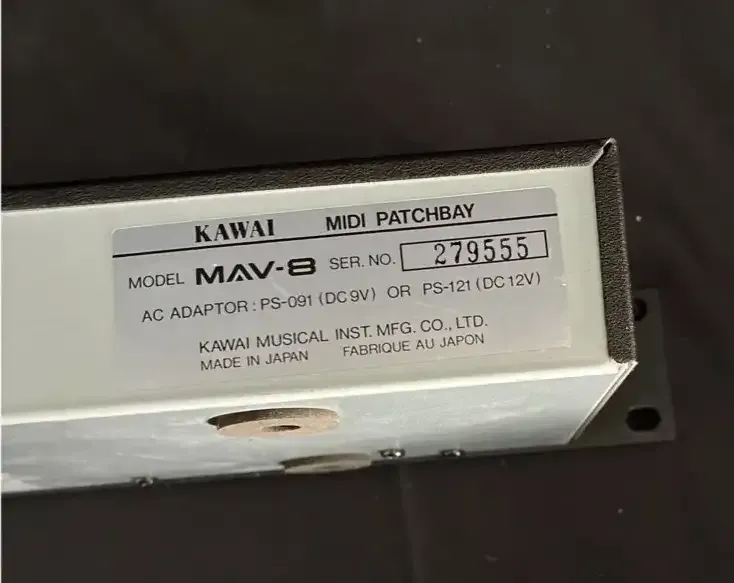 KAWAI MIDI PATCHBAY
MODEL MAV-8 SER. NO. 279555
AC ADAPTOR : PS-091 (DC 9V) OR PS-121 (DC 12V)
KAWAI MUSICAL INST. MFG. CO., LTD.
MADE IN JAPAN FABRIQUE AU JAPON